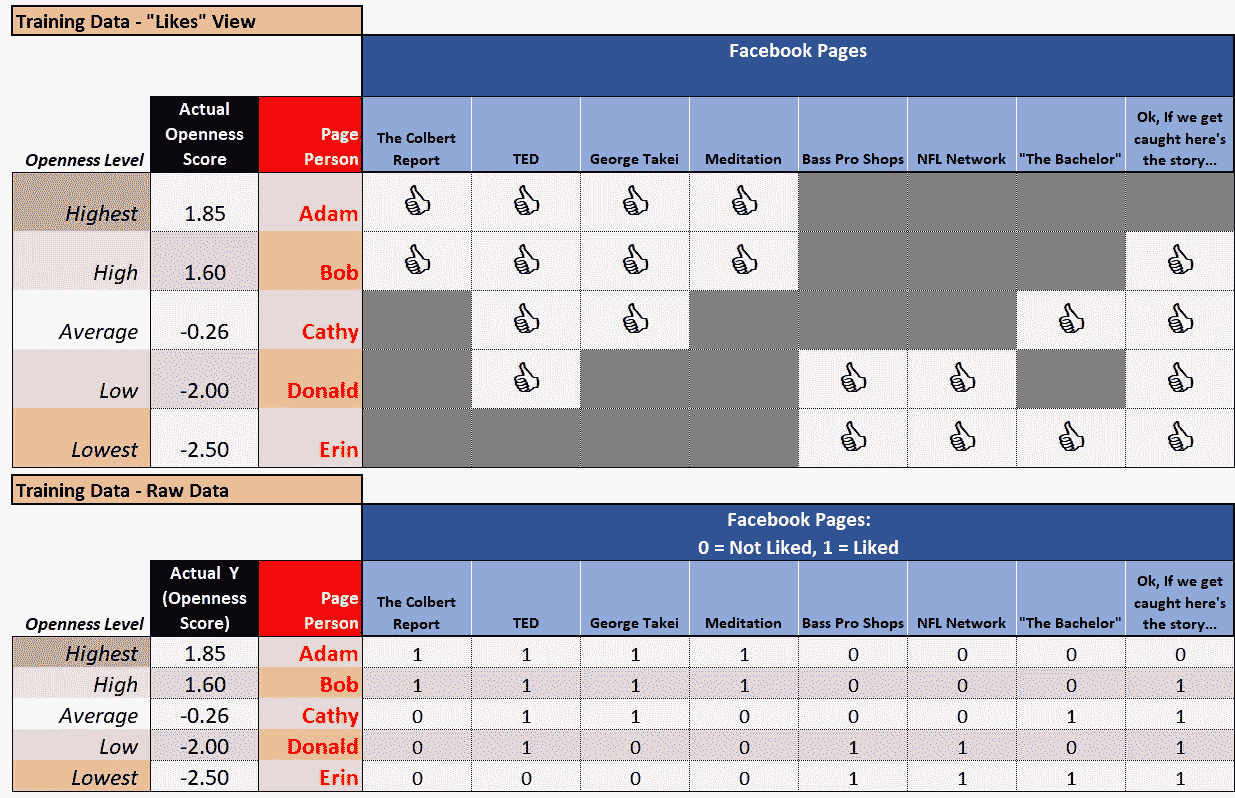 Training Data - "Likes" View
Facebook Pages
Openness Level
Actual
Openness
Score
Page
Person
The Colbert
Report
TED
George Takei
Meditation
Bass Pro Shops
NFL Network
"The Bachelor"
Ok, If we get
caught here's
the story...
Highest 1.85 Adam
High 1.60 Bob
Average -0.26 Cathy
Low -2.00 Donald
Lowest -2.50 Erin
Training Data - Raw Data
Facebook Pages:
0 = Not Liked, 1 = Liked
Openness Level
Actual Y
(Openness
Score)
Page
Person
The Colbert
Report
TED
George Takei
Meditation
Bass Pro Shops
NFL Network
"The Bachelor"
Ok, If we get
caught here's
the story...
Highest 1.85 Adam 1 1 1 1 0 0 0 0
High 1.60 Bob 1 1 1 1 0 0 0 1
Average -0.26 Cathy 0 1 1 0 0 0 1 1
Low -2.00 Donald 0 1 0 0 1 1 0 1
Lowest -2.50 Erin 0 0 0 0 1 1 1 1